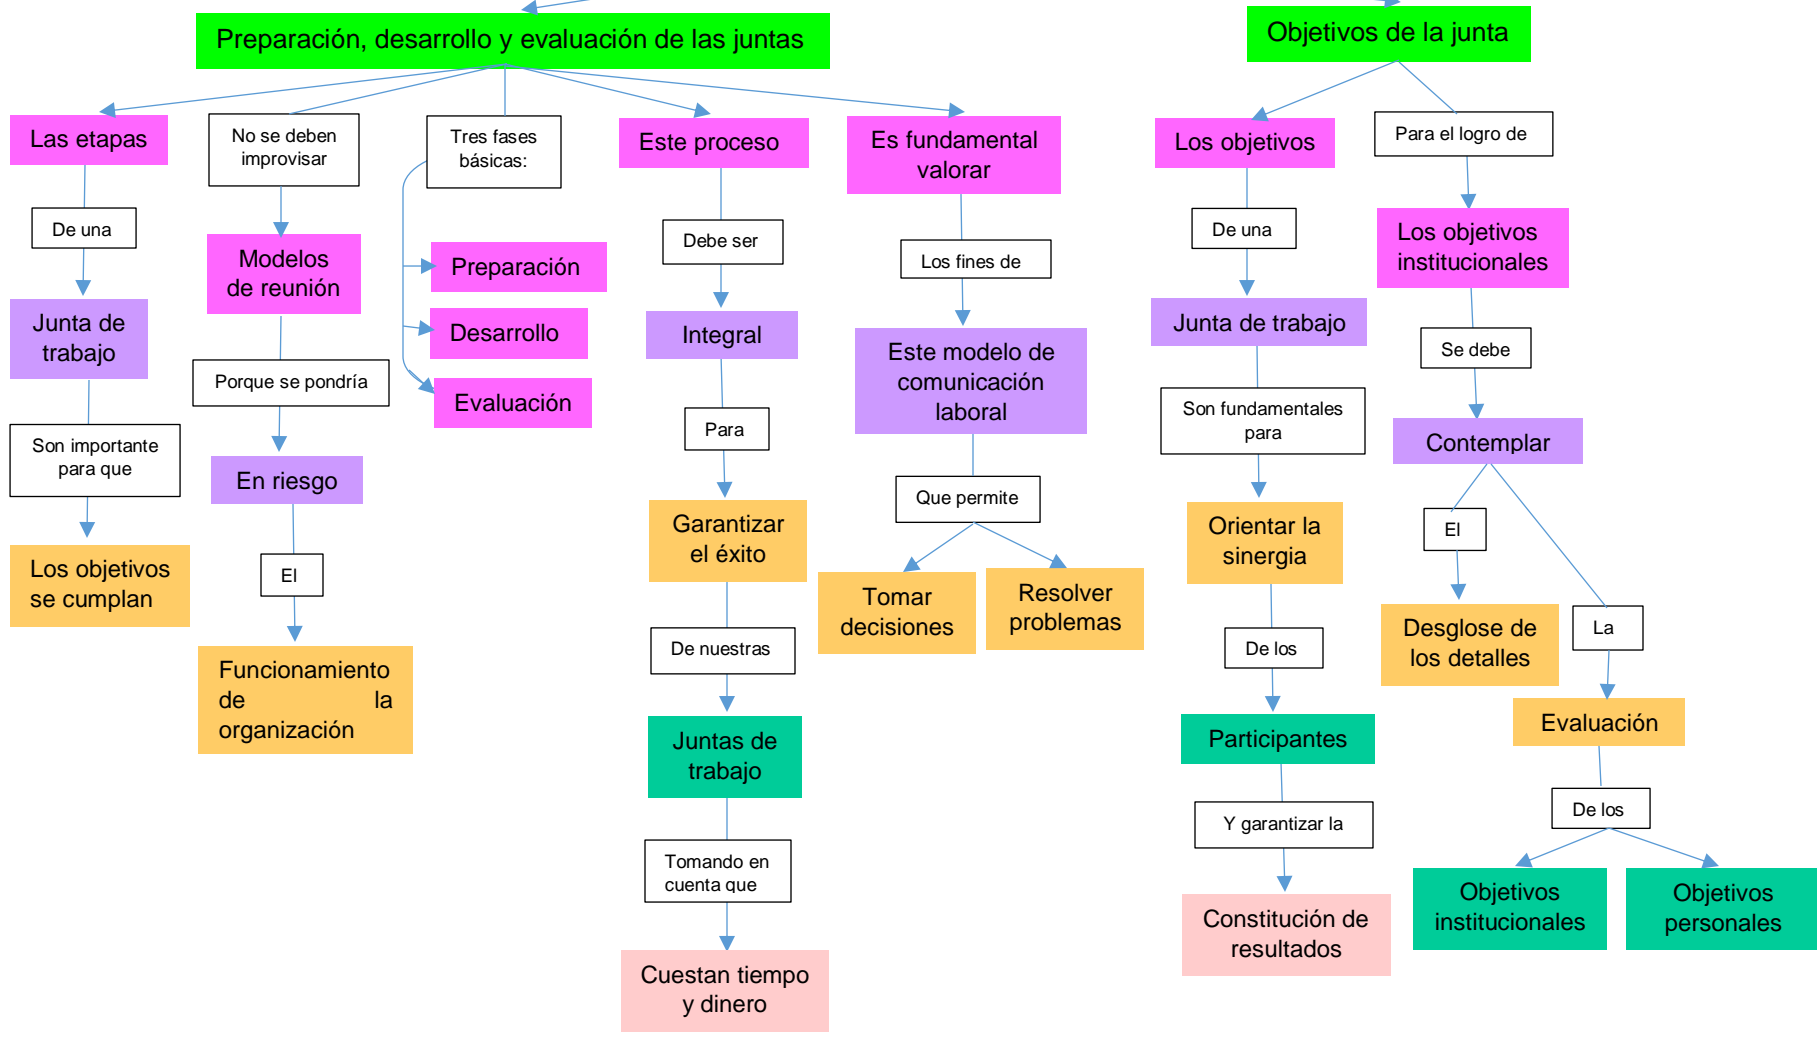 Preparación, desarrollo y evaluación de las juntas
Las etapas
De una
Junta de
trabajo
Son importante
para que
Los objetivos
se cumplan
No se deben
improvisar
Modelos
de reunión
Porque se pondría
En riesgo
El
Funcionamiento
de la
organización
Tres fases
básicas:
Preparación
Desarrollo
Evaluación
Este proceso
Debe ser
Integral
Para
Garantizar
el éxito
De nuestras
Juntas de
trabajo
Tomando en
cuenta que
Cuestan tiempo
y dinero
Es fundamental
valorar
Los fines de
Este modelo de
comunicación
laboral
Que permite
Tomar
decisiones
Resolver
problemas
Objetivos de la junta
Los objetivos
De una
Junta de trabajo
Son fundamentales
para
Orientar la
sinergia
De los
Participantes
Y garantizar la
Constitución de
resultados
Para el logro de
Los objetivos
institucionales
Se debe
Contemplar
El
Desglose de
los detalles
La
Evaluación
De los
Objetivos
institucionales
Objetivos
personales